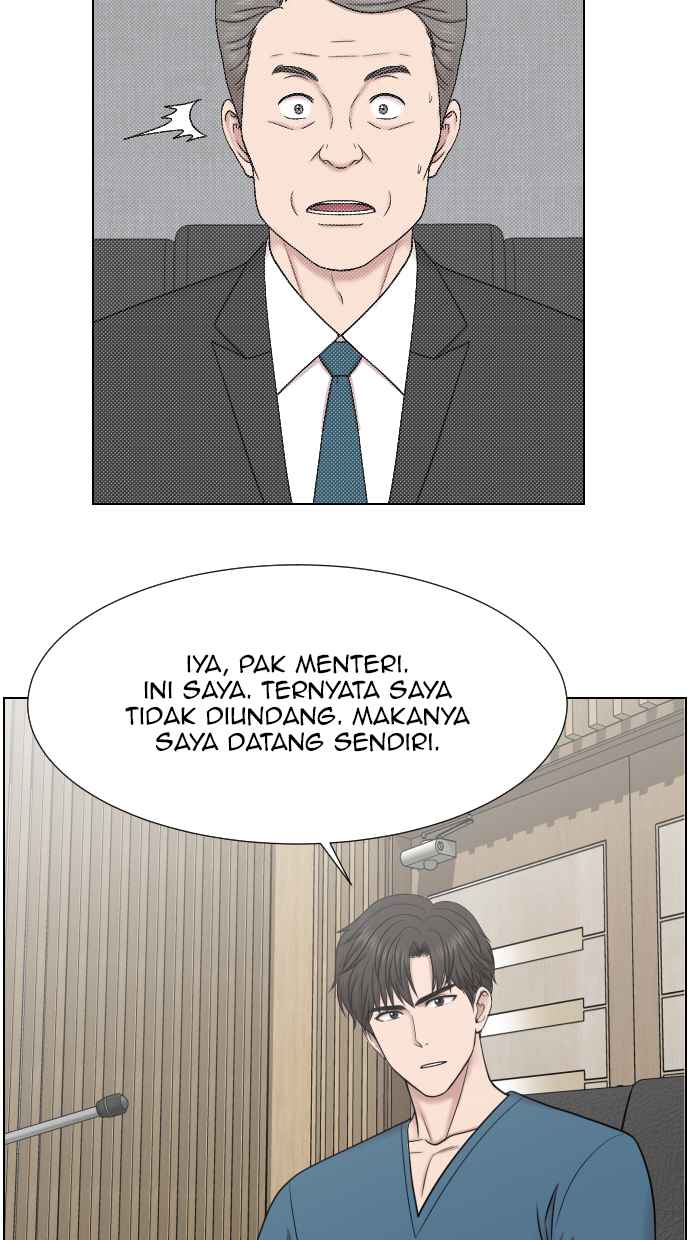 IYA, PAK MENTERI.
INI SAYA. TERNYATA SAYA
TIDAK DIUNDANG. MAKANYA
SAYA DATANG SENDIRI.